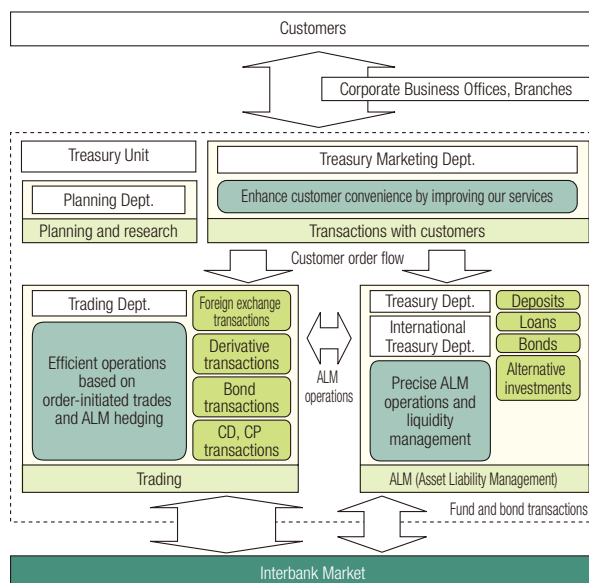 Customers
Corporate Business Offices, Branches
Treasury Unit
Planning Dept.
Planning and research
Treasury Marketing Dept.
Enhance customer convenience by improving our services
Transactions with customers
Customer order flow
Trading Dept.
Efficient operations
based on
order-initiated trades
and ALM hedging
Foreign exchange
transactions
Derivative
transactions
Bond
transactions
CD, CP
transactions
Trading
ALM
operations
Treasury Dept.
International
Treasury Dept.
Precise ALM
operations and
liquidity
management
Deposits
Loans
Bonds
Alternative
investments
ALM (Asset Liability Management)
Fund and bond transactions
Interbank Market